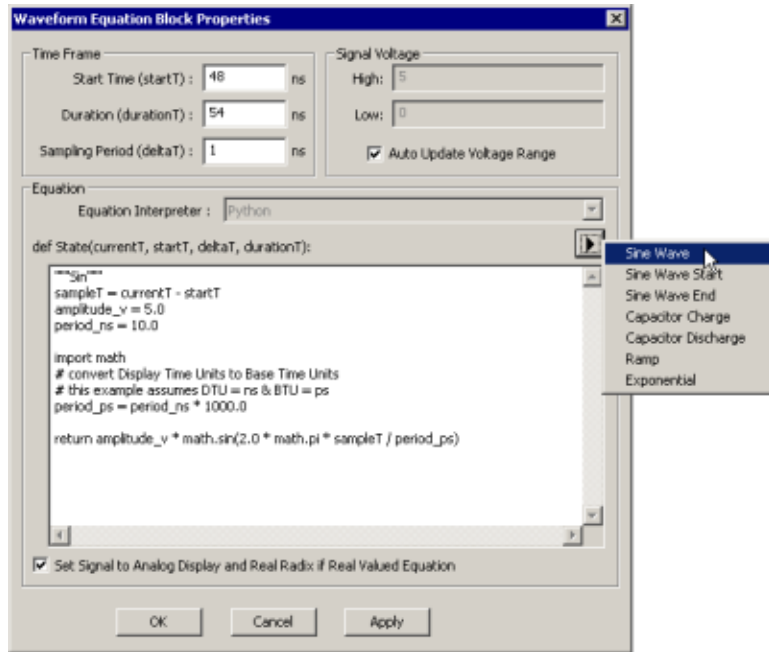 Waveform Equation Block Properties
Time Frame
Start Time (startT) : 48 ns
Duration (durationT) : 54 ns
Sampling Period (deltaT) : 1 ns
Signal Voltage
High: 5
Low: 0
Auto Update Voltage Range
Equation
Equation Interpreter : Python
def State(currentT, startT, deltaT, durationT):
"""Sin"""
sampleT = currentT - startT
amplitude_v = 5.0
period_ns = 10.0
import math
# convert Display Time Units to Base Time Units
# this example assumes DTU = ns & BTU = ps
period_ps = period_ns * 1000.0
return amplitude_v * math.sin(2.0 * math.pi * sampleT / period_ps)
Sine Wave
Sine Wave Start
Sine Wave End
Capacitor Charge
Capacitor Discharge
Ramp
Exponential
Set Signal to Analog Display and Real Radix if Real Valued Equation
OK Cancel Apply